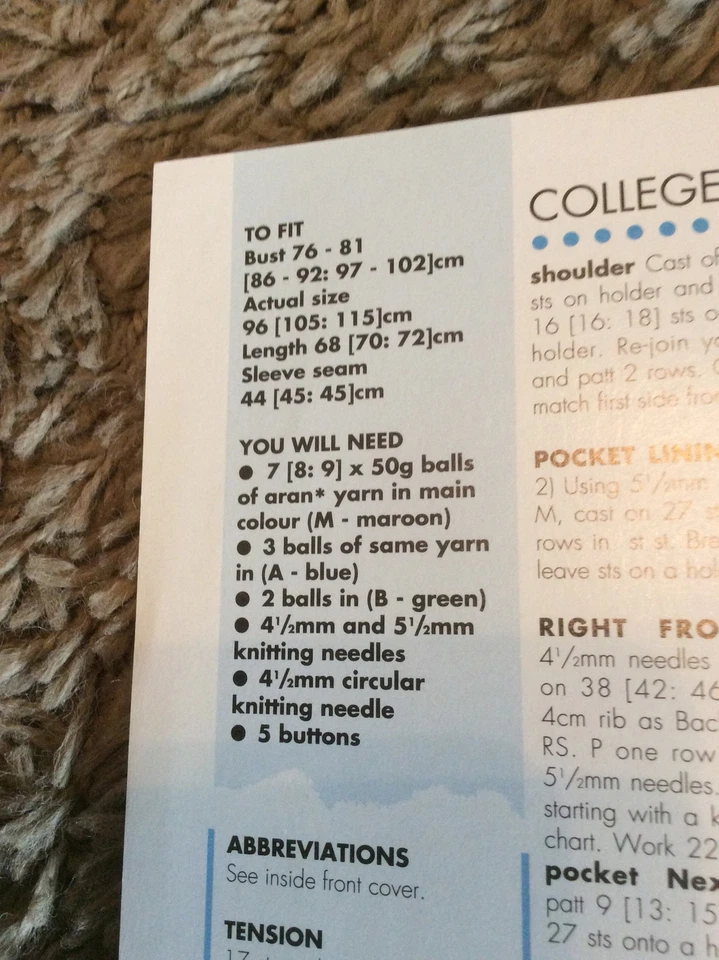 TO FIT
Bust 76 - 81
[86 - 92: 97 - 102]cm
Actual size
96 [105: 115]cm
Length 68 [70: 72]cm
Sleeve seam
44 [45: 45]cm
YOU WILL NEED
● 7 [8: 9] x 50g balls
of aran* yarn in main
colour (M - maroon)
● 3 balls of same yarn
in (A - blue)
● 2 balls in (B - green)
● 4½mm and 5½mm
knitting needles
● 4½mm circular
knitting needle
● 5 buttons
ABBREVIATIONS
See inside front cover.
TENSION
COLLEGE
shoulder Cast
sts on holder and
16 [16: 18] sts
holder. Re-join
and patt 2 rows.
match first side
POCKET
2) Using 5½mm
M, cast on 27
rows in st st.
leave sts on a
RIGHT
4½mm needles
on 38 [42:
4cm rib as
RS. P one row
5½mm needles.
starting with a
chart. Work 22
pocket
patt 9 [13:
27 sts onto a